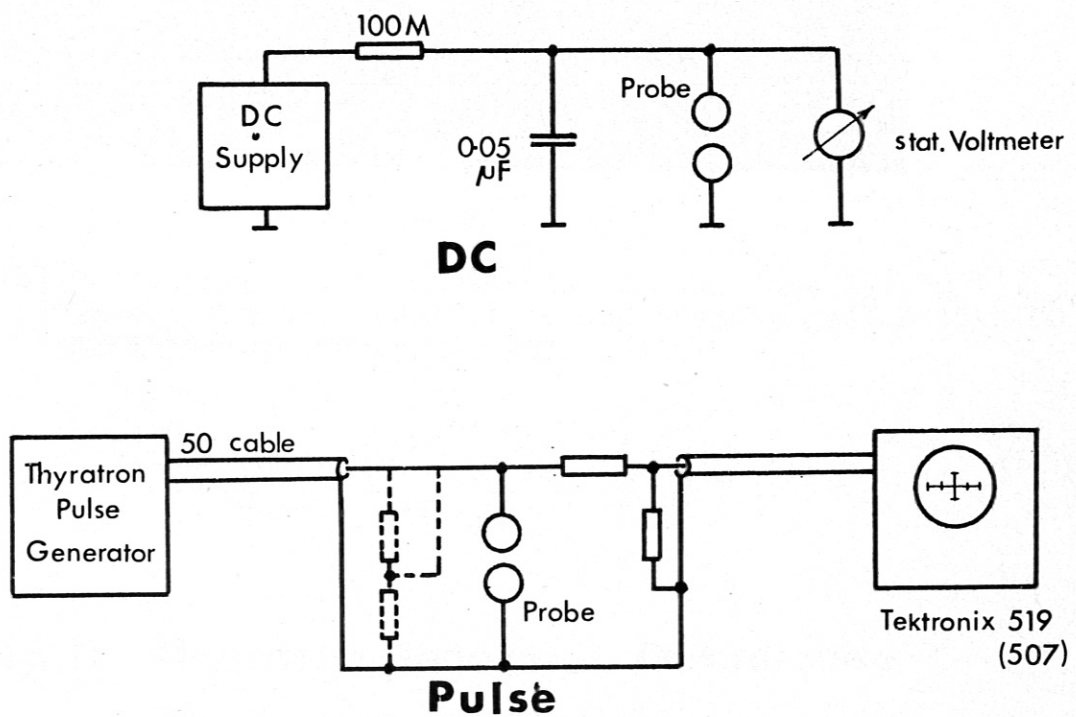 100M
DC
Supply
0·05
µF
Probe
stat. Voltmeter
DC
Thyratron
Pulse
Generator
50 cable
Probe
Tektronix 519
(507)
Pulse